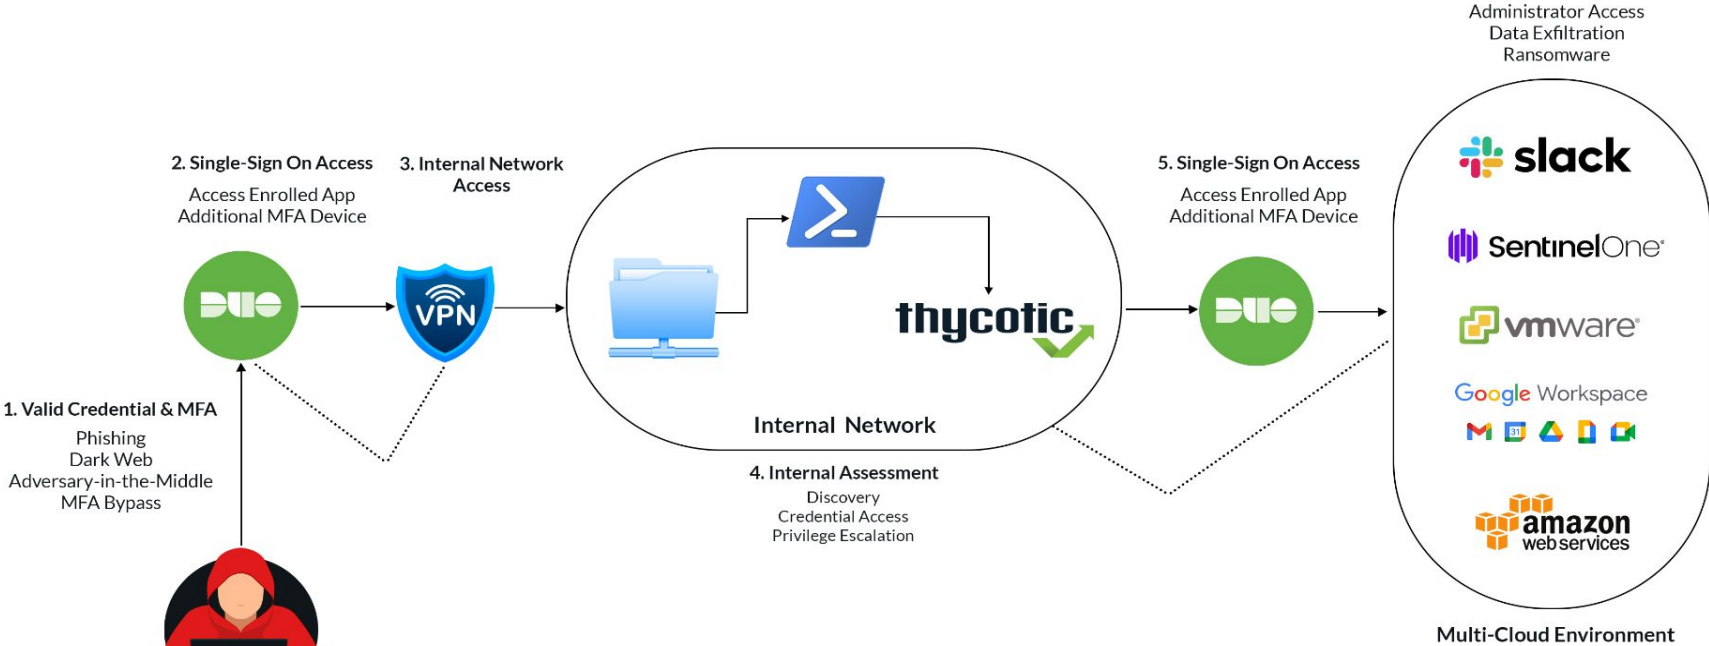 Administrator Access
Data Exfiltration
Ransomware
2. Single-Sign On Access
Access Enrolled App
Additional MFA Device
3. Internal Network
Access
5. Single-Sign On Access
Access Enrolled App
Additional MFA Device
slack
SentinelOne
vmware®
Google Workspace
31
amazon
webservices
Multi-Cloud Environment
DUO
VPN
thycotic
DUO
Internal Network
4. Internal Assessment
Discovery
Credential Access
Privilege Escalation
1. Valid Credential & MFA
Phishing
Dark Web
Adversary-in-the-Middle
MFA Bypass